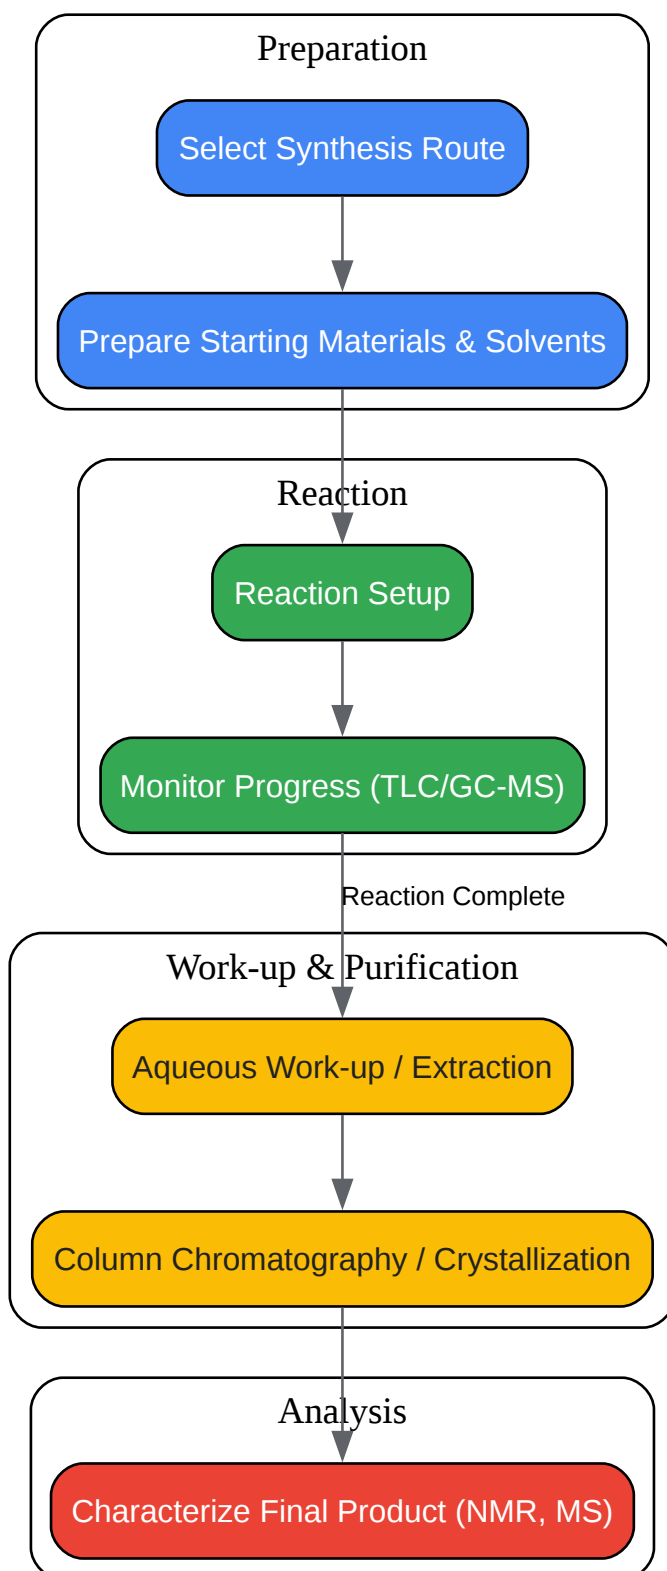 Preparation
Select Synthesis Route
Prepare Starting Materials & Solvents
Reaction
Reaction Setup
Monitor Progress (TLC/GC-MS)
Reaction Complete
Work-up & Purification
Aqueous Work-up / Extraction
Column Chromatography / Crystallization
Analysis
Characterize Final Product (NMR, MS)